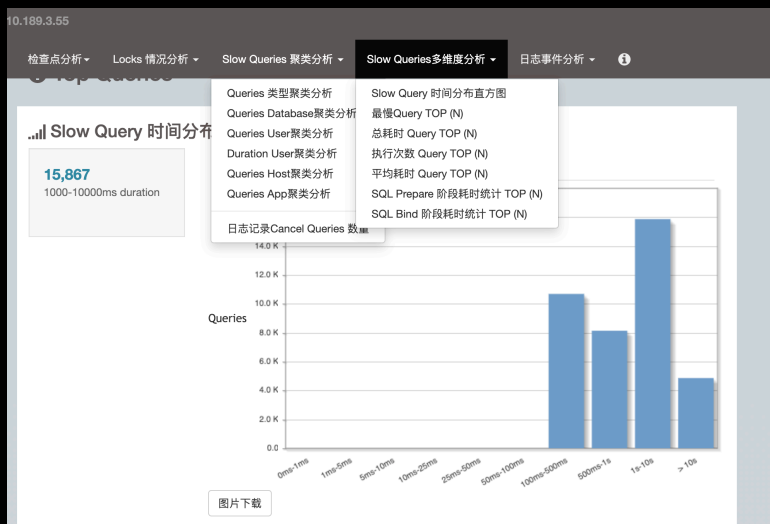 10.189.3.55
检查点分析 Locks 情况分析 Slow Queries 聚类分析 Slow Queries多维度分析 日志事件分析
Top Queries
Queries 类型聚类分析
Queries Database聚类分析
Queries User聚类分析
Duration User聚类分析
Queries Host聚类分析
Queries App聚类分析
日志记录Cancel Queries 数量
Slow Query 时间分布直方图
最慢Query TOP (N)
总耗时 Query TOP (N)
执行次数 Query TOP (N)
平均耗时 Query TOP (N)
SQL Prepare 阶段耗时统计 TOP (N)
SQL Bind 阶段耗时统计 TOP (N)
Slow Query 时间分布
15,867
1000-10000ms duration
14.0 K
12.0 K
10.0 K
Queries
8.0 K
6.0 K
4.0 K
2.0 K
0.0
0ms-1ms 1ms-5ms 5ms-10ms 10ms-25ms 25ms-50ms 50ms-100ms 100ms-500ms 500ms-1s 1s-10s > 10s
图片下载